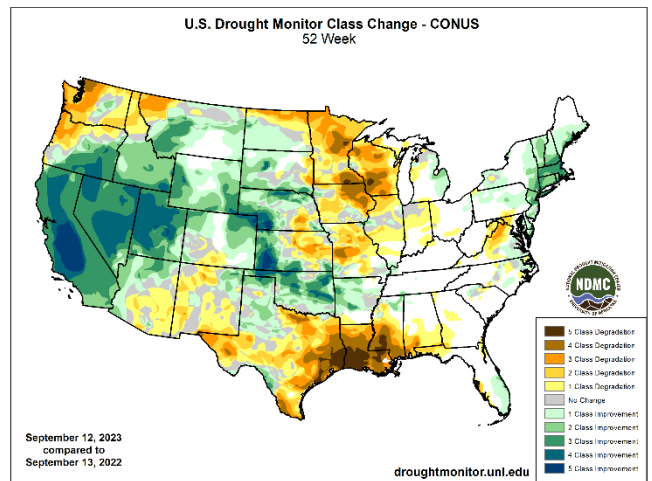 U.S. Drought Monitor Class Change - CONUS
52 Week
NDMC
5 Class Degradation
4 Class Degradation
3 Class Degradation
2 Class Degradation
1 Class Degradation
No Change
1 Class Improvement
2 Class Improvement
3 Class Improvement
4 Class Improvement
5 Class Improvement
September 12, 2023
compared to
September 13, 2022
droughtmonitor.unl.edu